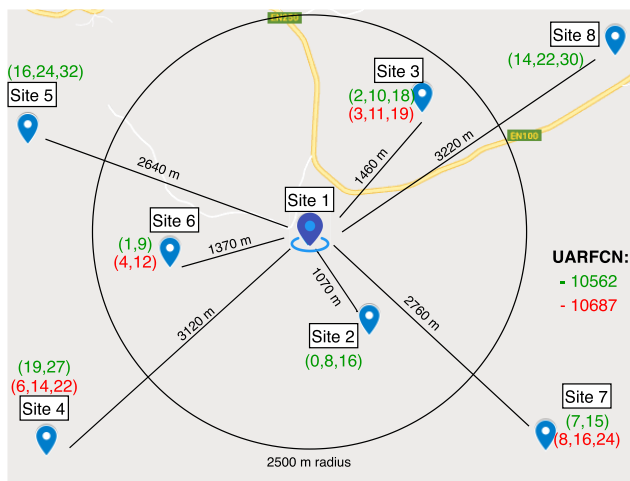 EN250
Site 8
(14,22,30)
(16,24,32)
Site 5
Site 3
(2,10,18)
(3,11,19)
EN100
2640 m
1460 m
3220 m
Site 1
Site 6
(1,9)
(4,12)
1370 m
1070 m
2760 m
3120 m
UARFCN:
- 10562
- 10687
Site 2
(0,8,16)
(19,27)
(6,14,22)
Site 4
Site 7
(7,15)
(8,16,24)
2500 m radius